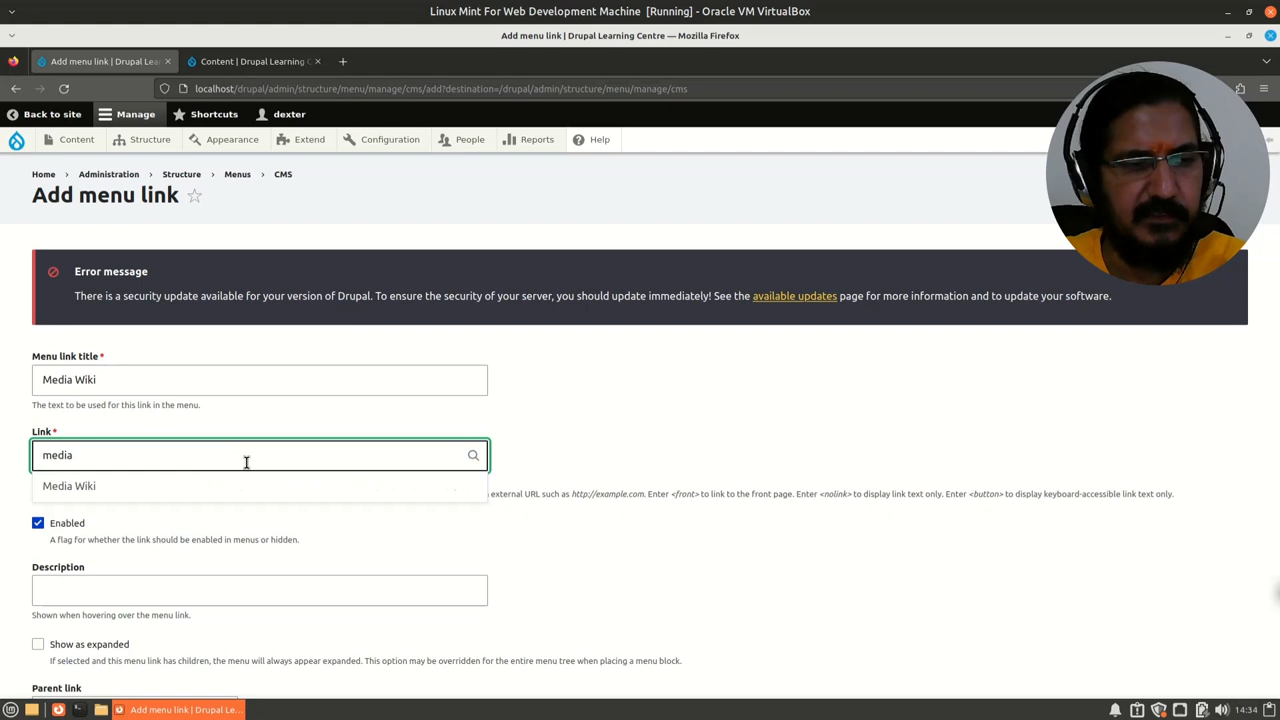 Linux Mint For Web Development Machine [Running] - Oracle VM VirtualBox
Add menu link | Drupal Learning Centre — Mozilla Firefox
Add menu link | Drupal Lea
Content | Drupal Learning C
localhost/drupal/admin/structure/menu/manage/cms/add?destination=/drupal/admin/structure/menu/manage/cms
Back to site
Manage
Shortcuts
dexter
Content
Structure
Appearance
Extend
Configuration
People
Reports
Help
Home > Administration > Structure > Menus > CMS
Add menu link
Error message
There is a security update available for your version of Drupal. To ensure the security of your server, you should update immediately! See the available updates page for more information and to update your software.
Menu link title*
Media Wiki
The text to be used for this link in the menu.
Link*
media
Media Wiki
external URL such as http://example.com. Enter <front> to link to the front page. Enter <nolink> to display link text only. Enter <button> to display keyboard-accessible link text only.
Enabled
A flag for whether the link should be enabled in menus or hidden.
Description
Shown when hovering over the menu link.
Show as expanded
If selected and this menu link has children, the menu will always appear expanded. This option may be overridden for the entire menu tree when placing a menu block.
Parent link
Add menu link | Drupal Le...
14:34